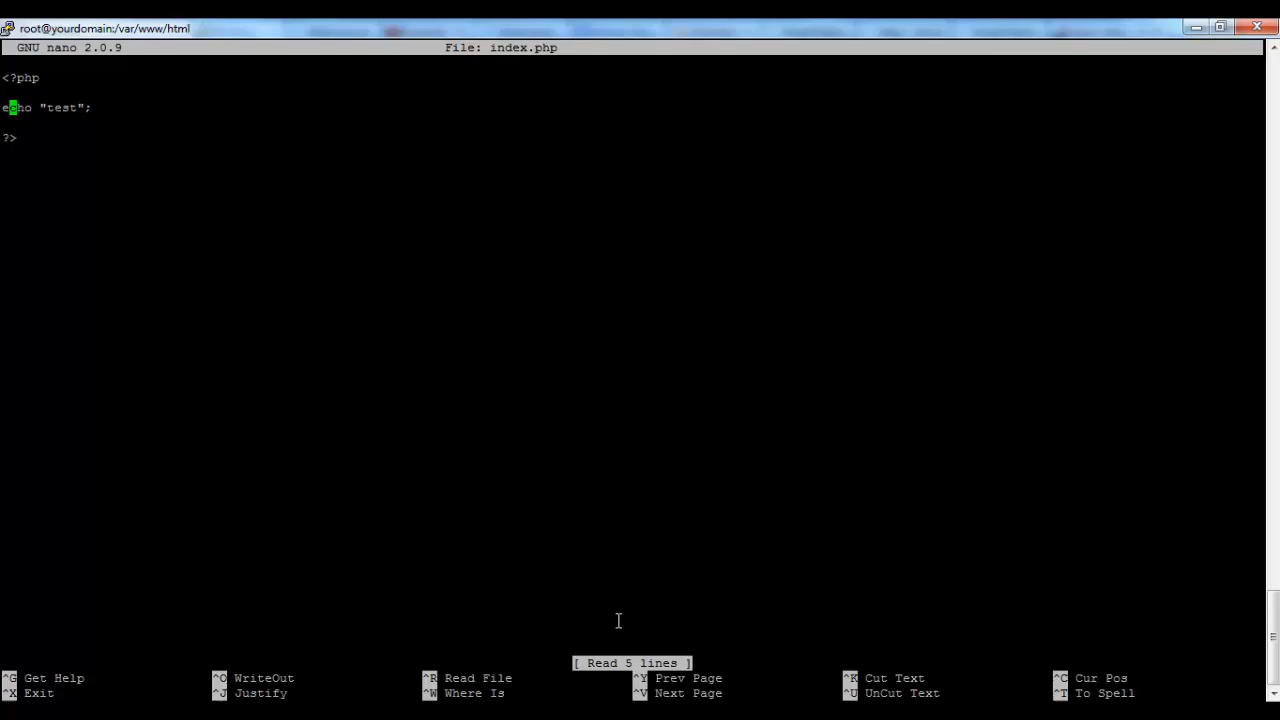 root@yourdomain:/var/www/html
GNU nano 2.0.9 File: index.php
<?php
echo "test";
?>
[ Read 5 lines ]
^G Get Help ^O WriteOut ^R Read File ^Y Prev Page ^K Cut Text ^C Cur Pos
^X Exit ^J Justify ^W Where Is ^V Next Page ^U UnCut Text ^T To Spell